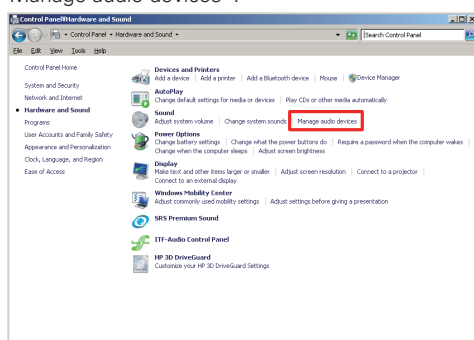 Manage audio devices".
Control Panel\Hardware and Sound
Control Panel Hardware and Sound
Search Control Panel
File Edit View Tools Help
Control Panel Home
System and Security
Network and Internet
Hardware and Sound
Programs
User Accounts and Family Safety
Appearance and Personalization
Clock, Language, and Region
Ease of Access
Devices and Printers
Add a device Add a printer Add a Bluetooth device Mouse Device Manager
AutoPlay
Change default settings for media or devices Play CDs or other media automatically
Sound
Adjust system volume Change system sounds Manage audio devices
Power Options
Change battery settings Change what the power buttons do Require a password when the computer wakes
Change when the computer sleeps Adjust screen brightness
Display
Make text and other items larger or smaller Adjust screen resolution Connect to a projector
Connect to an external display
Windows Mobility Center
Adjust commonly used mobility settings Adjust settings before giving a presentation
SRS Premium Sound
ITF-Audio Control Panel
HP 3D DriveGuard
Customize your HP 3D DriveGuard Settings